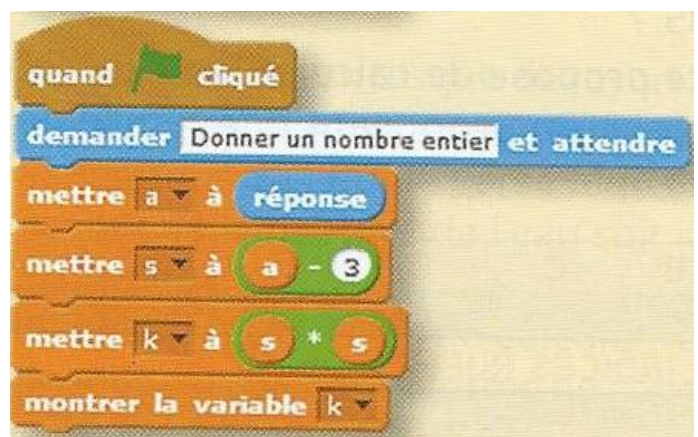 quand cliqué
demander Donner un nombre entier et attendre
mettre a à réponse
mettre s à a - 3
mettre k à s * s
montrer la variable k